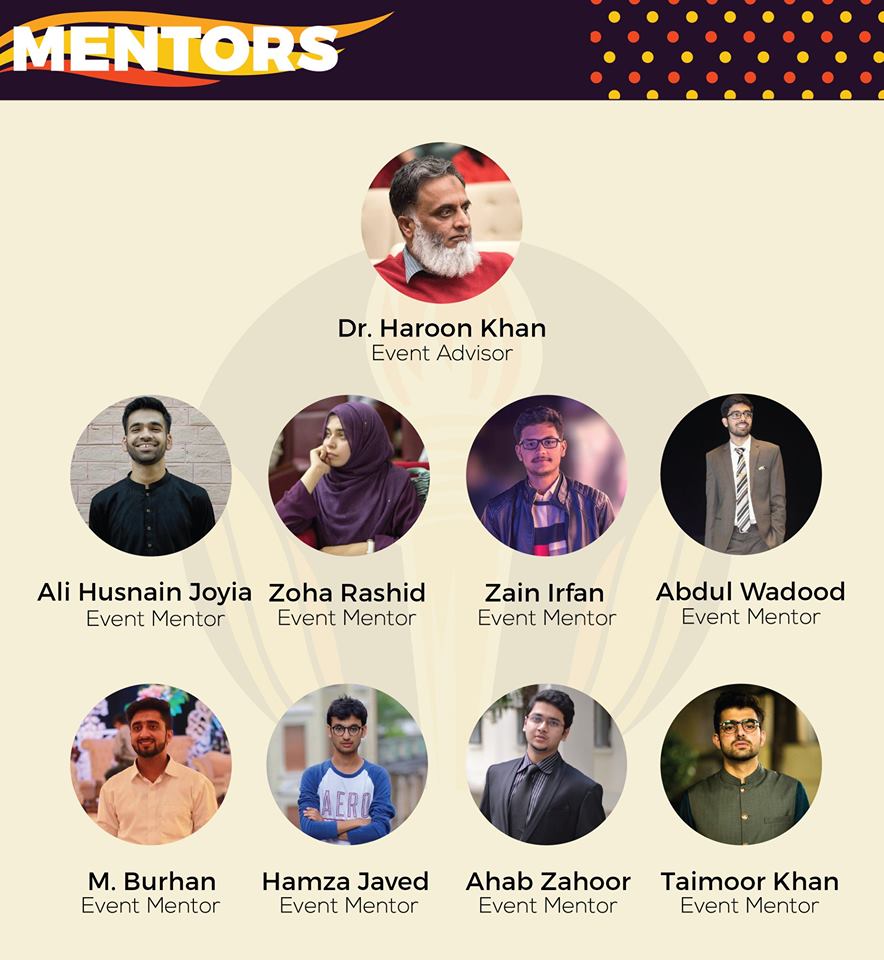 MENTORS
Dr. Haroon Khan
Event Advisor
Ali Husnain Joyia
Event Mentor
Zoha Rashid
Event Mentor
Zain Irfan
Event Mentor
Abdul Wadood
Event Mentor
M. Burhan
Event Mentor
Hamza Javed
Event Mentor
Ahab Zahoor
Event Mentor
Taimoor Khan
Event Mentor
AERO